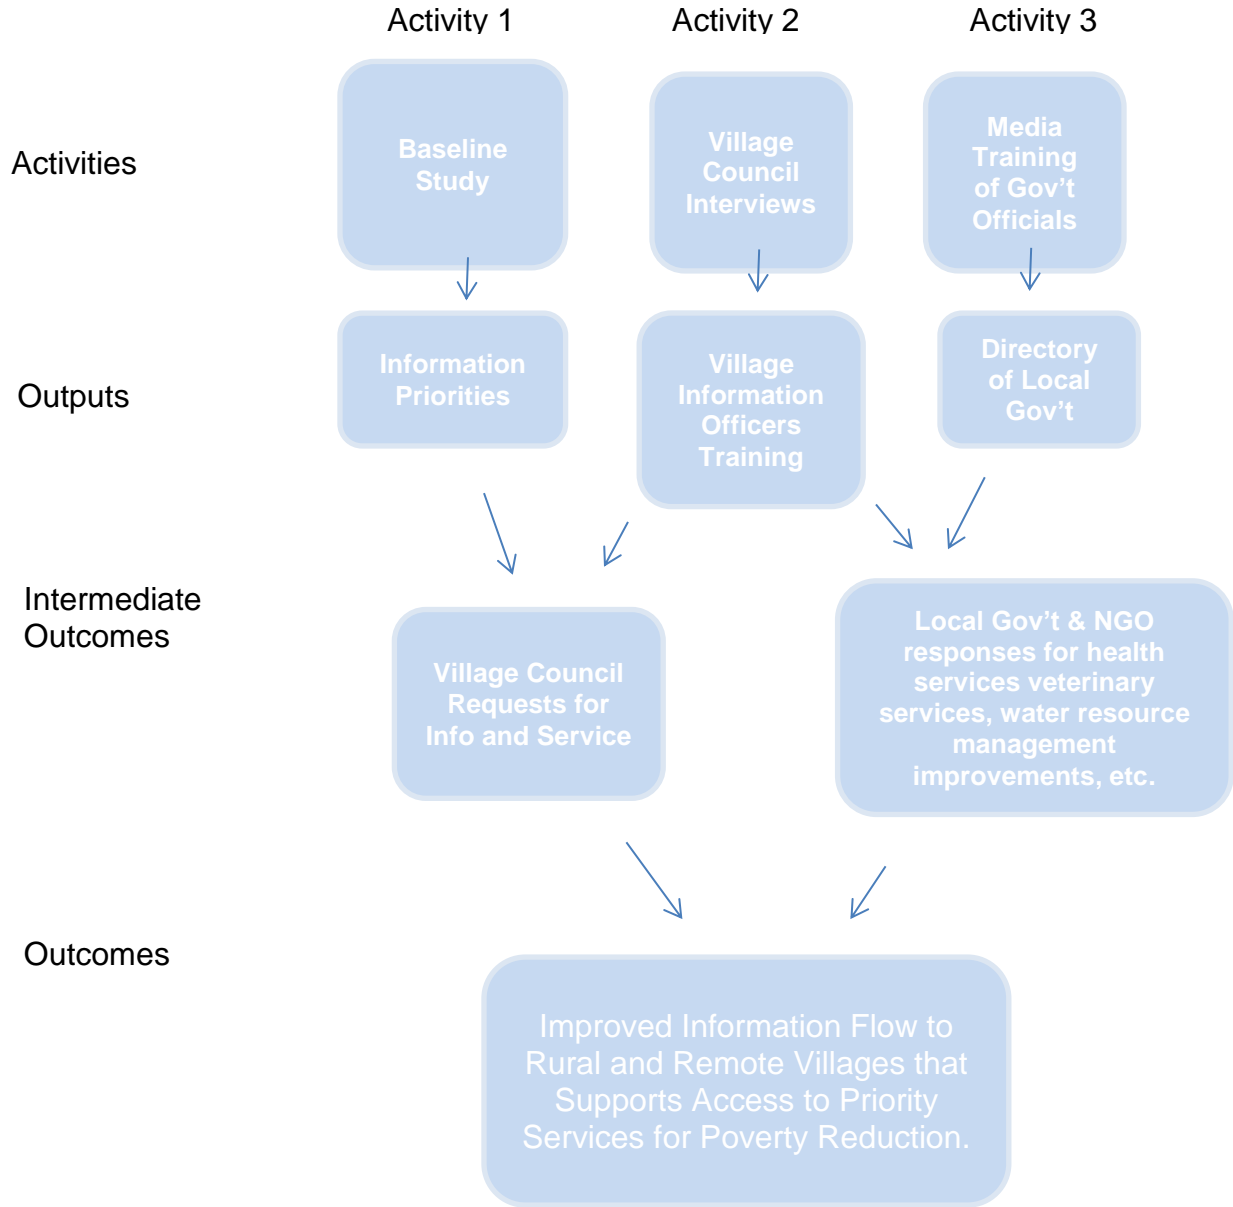 Activity 1
Activity 2
Activity 3
Activities
Baseline
Study
Village
Council
Interviews
Media
Training
of Gov’t
Officials
Outputs
Information
Priorities
Village
Information
Officers
Training
Directory
of Local
Gov’t
Intermediate
Outcomes
Village Council
Requests for
Info and Service
Local Gov’t & NGO
responses for health
services veterinary
services, water resource
management
improvements, etc.
Outcomes
Improved Information Flow to
Rural and Remote Villages that
Supports Access to Priority
Services for Poverty Reduction.